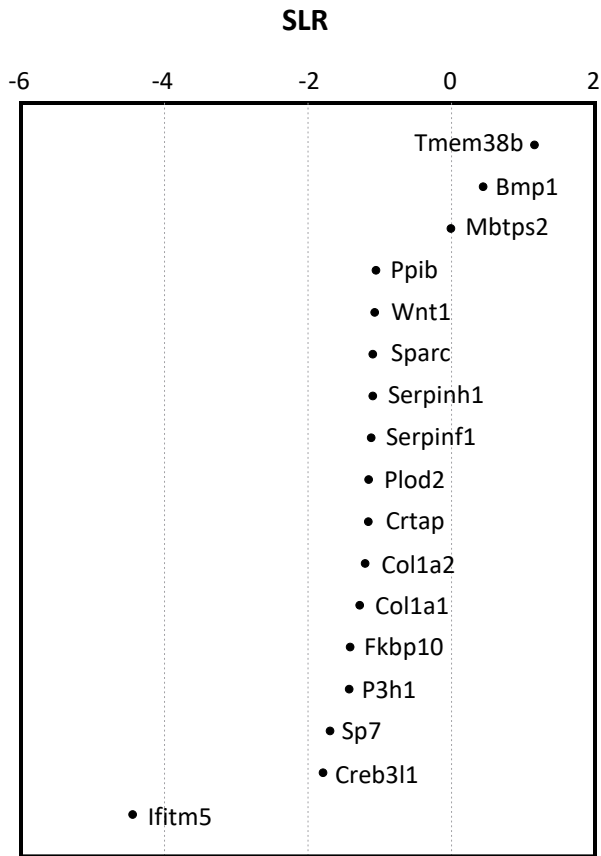 SLR
-6 -4 -2 0 2
Tmem38b
Bmp1
Mbtps2
Ppib
Wnt1
Sparc
Serpinh1
Serpinf1
Plod2
Crtap
Col1a2
Col1a1
Fkbp10
P3h1
Sp7
Creb3l1
Ifitm5